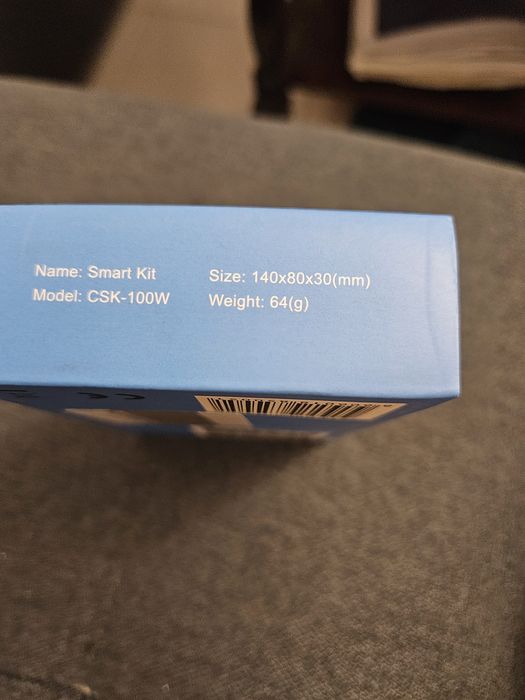 Name: Smart Kit
Model: CSK-100W
Size: 140x80x30(mm)
Weight: 64(g)